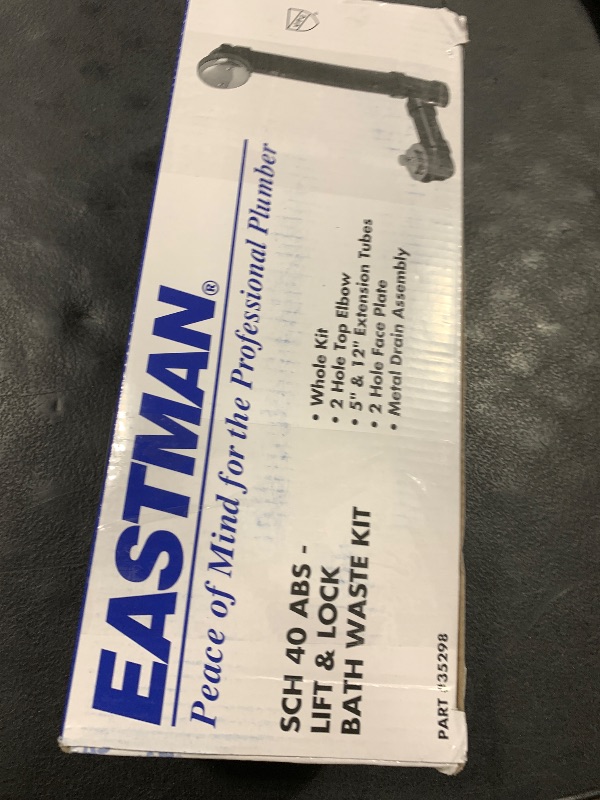 EASTMAN®
Peace of Mind for the Professional Plumber
SCH 40 ABS -
LIFT & LOCK
BATH WASTE KIT
• Whole Kit
• 2 Hole Top Elbow
• 5" & 12" Extension Tubes
• 2 Hole Face Plate
• Metal Drain Assembly
PART #35298